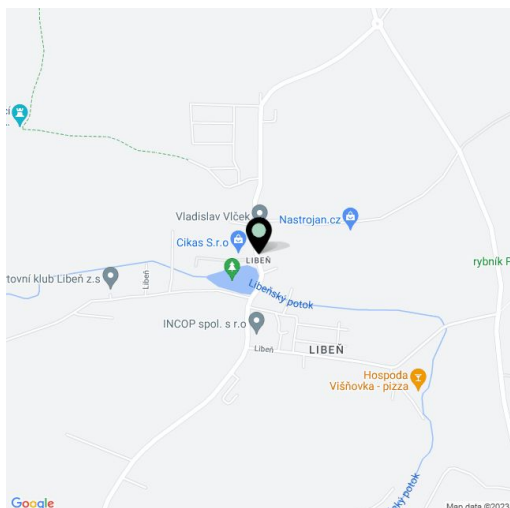 cí
Vladislav Vlček
Nastrojan.cz
Cikas S.r.o
LIBEŇ
rybník P
rtovní klub Libeň z.s
Libeň
Libeňský potok
INCOP spol. s r.o
LIBEŇ
Libeň
Hospoda
Višňovka - pizza
ský potok
Google
Map data ©2023